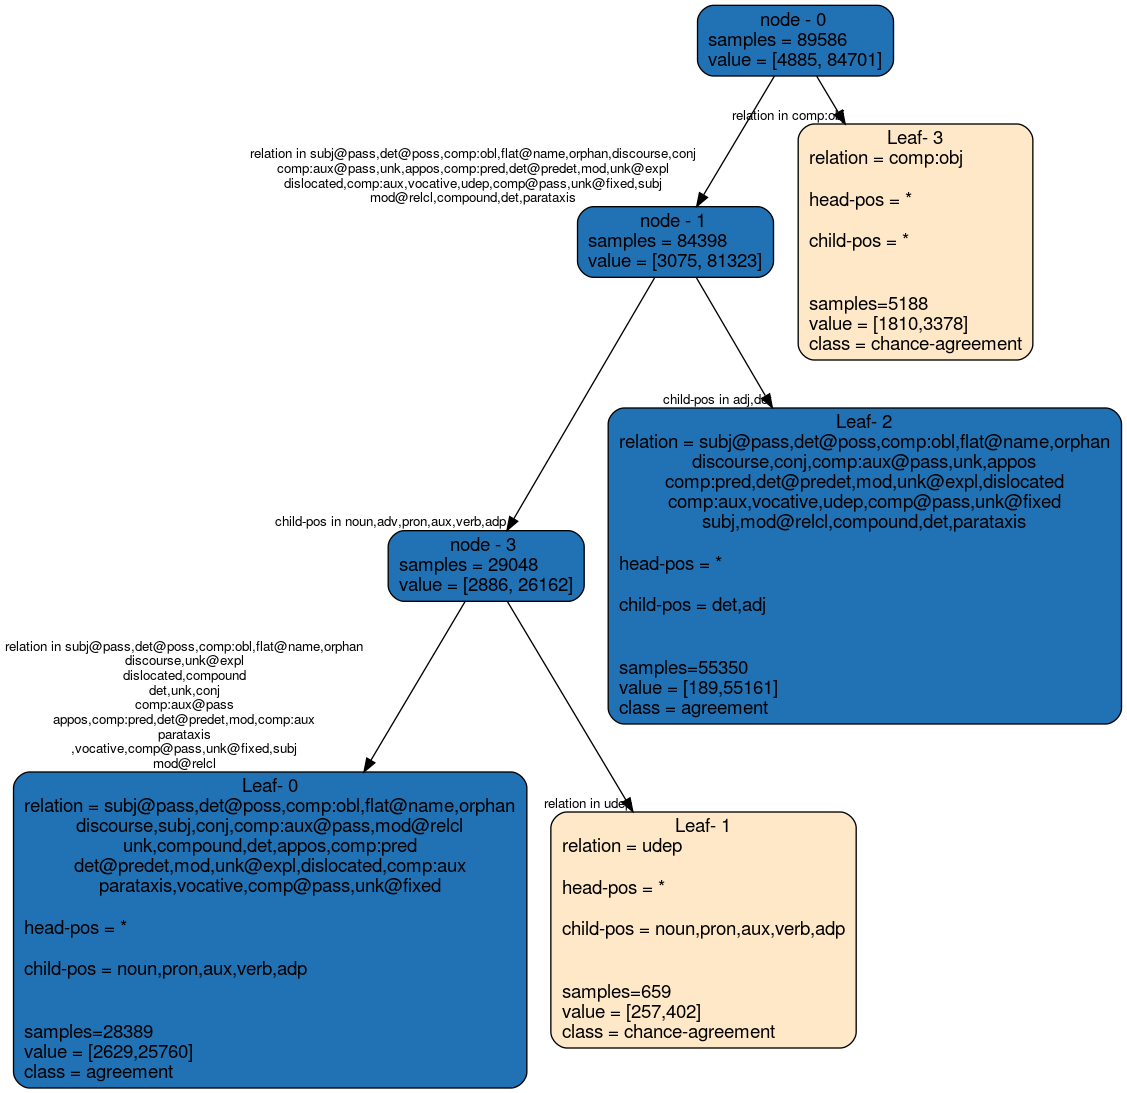 node - 0
samples = 89586
value = [4885, 84701]
relation in comp:obj
Leaf- 3
relation = comp:obj
head-pos = *
child-pos = *
samples=5188
value = [1810,3378]
class = chance-agreement
relation in subj@pass,det@poss,comp:obl,flat@name,orphan,discourse,conj
comp:aux@pass,unk,appos,comp:pred,det@predet,mod,unk@expl
dislocated,comp:aux,vocative,udep,comp@pass,unk@fixed,subj
mod@relcl,compound,det,parataxis
node - 1
samples = 84398
value = [3075, 81323]
child-pos in adj,det
Leaf- 2
relation = subj@pass,det@poss,comp:obl,flat@name,orphan
discourse,conj,comp:aux@pass,unk,appos
comp:pred,det@predet,mod,unk@expl,dislocated
comp:aux,vocative,udep,comp@pass,unk@fixed
subj,mod@relcl,compound,det,parataxis
head-pos = *
child-pos = det,adj
samples=55350
value = [189,55161]
class = agreement
child-pos in noun,adv,pron,aux,verb,adp
node - 3
samples = 29048
value = [2886, 26162]
relation in subj@pass,det@poss,comp:obl,flat@name,orphan
discourse,unk@expl
dislocated,compound
det,unk,conj
comp:aux@pass
appos,comp:pred,det@predet,mod,comp:aux
parataxis
,vocative,comp@pass,unk@fixed,subj
mod@relcl
Leaf- 0
relation = subj@pass,det@poss,comp:obl,flat@name,orphan
discourse,subj,conj,comp:aux@pass,mod@relcl
unk,compound,det,appos,comp:pred
det@predet,mod,unk@expl,dislocated,comp:aux
parataxis,vocative,comp@pass,unk@fixed
head-pos = *
child-pos = noun,pron,aux,verb,adp
samples=28389
value = [2629,25760]
class = agreement
relation in udep
Leaf- 1
relation = udep
head-pos = *
child-pos = noun,pron,aux,verb,adp
samples=659
value = [257,402]
class = chance-agreement